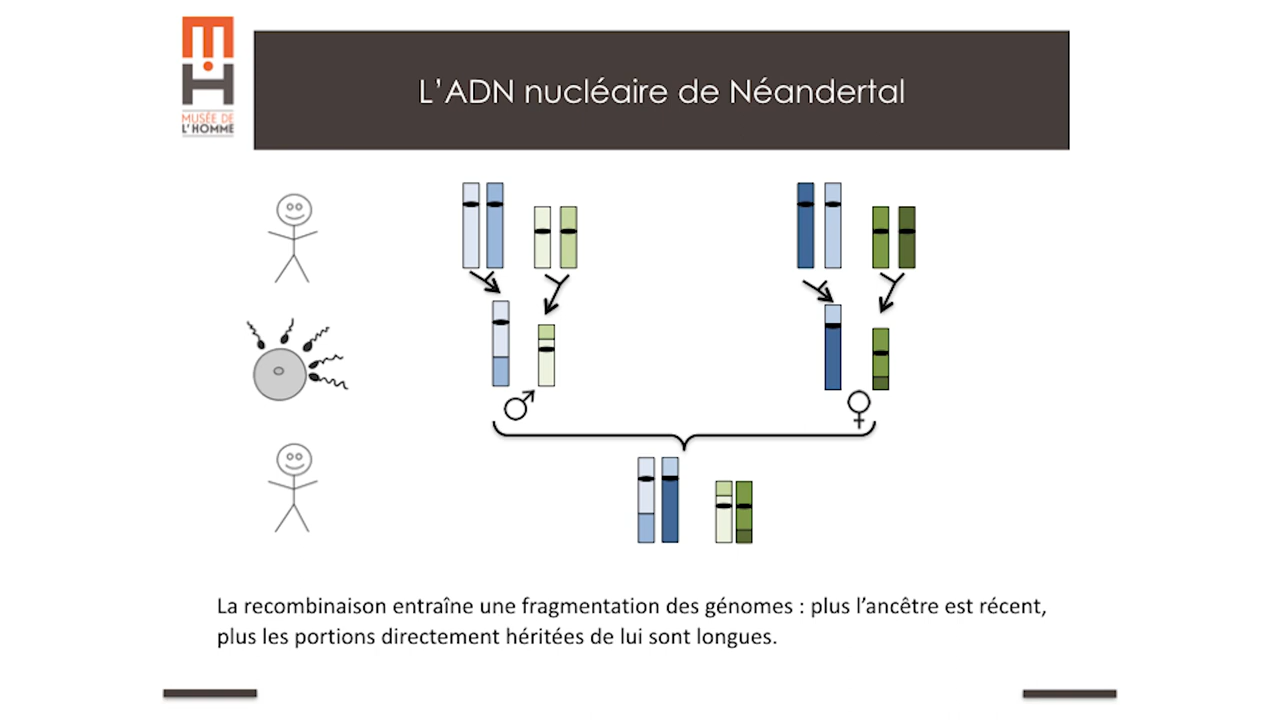 MUSÉE DE
L'HOMME
L'ADN nucléaire de Néandertal
La recombinaison entraîne une fragmentation des génomes : plus l'ancêtre est récent,
plus les portions directement héritées de lui sont longues.